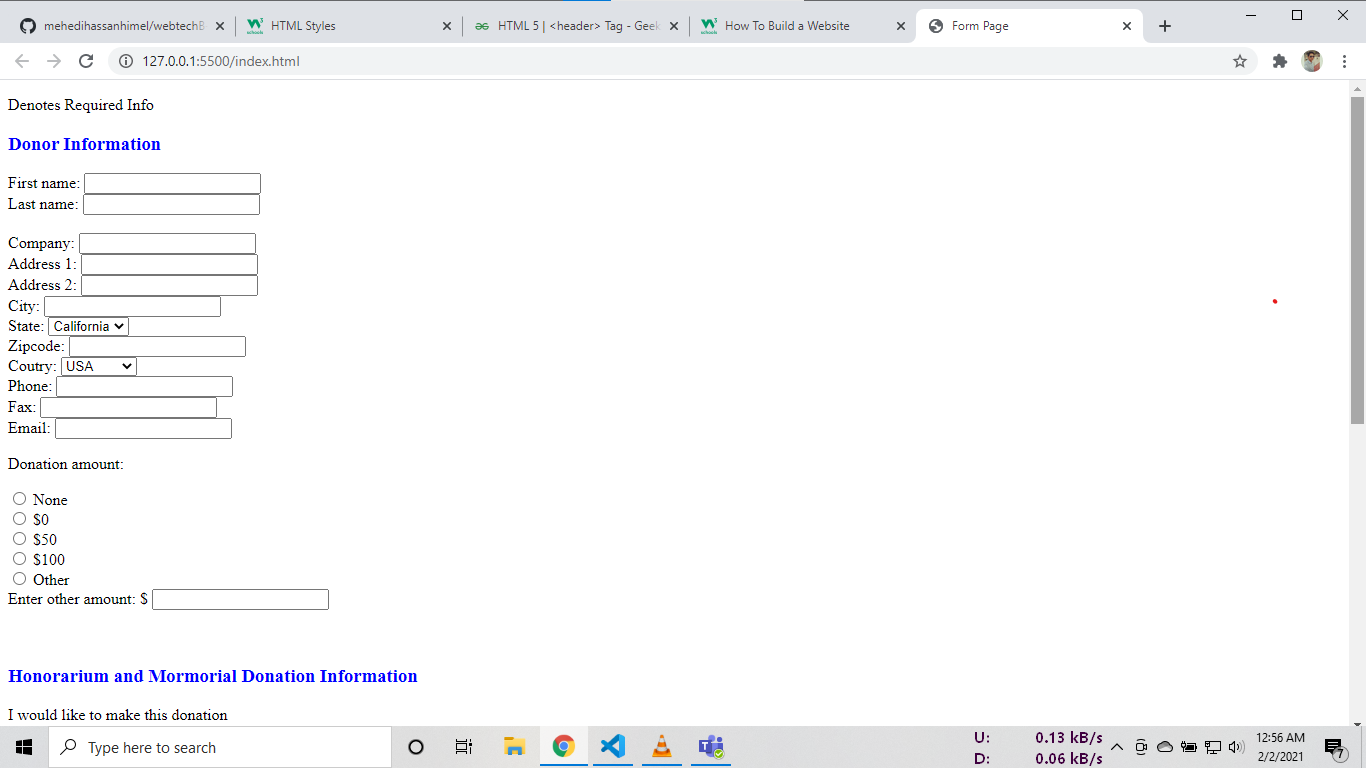 mehedihassanhimel/webtechB
HTML Styles
HTML 5 | <header> Tag - Geek
How To Build a Website
Form Page
127.0.0.1:5500/index.html
Denotes Required Info
Donor Information
First name:
Last name:
Company:
Address 1:
Address 2:
City:
State: California
Zipcode:
Coutry: USA
Phone:
Fax:
Email:
Donation amount:
None
$0
$50
$100
Other
Enter other amount: $
Honorarium and Mormorial Donation Information
I would like to make this donation
Type here to search
U: 0.13 kB/s
D: 0.06 kB/s
12:56 AM
2/2/2021
7